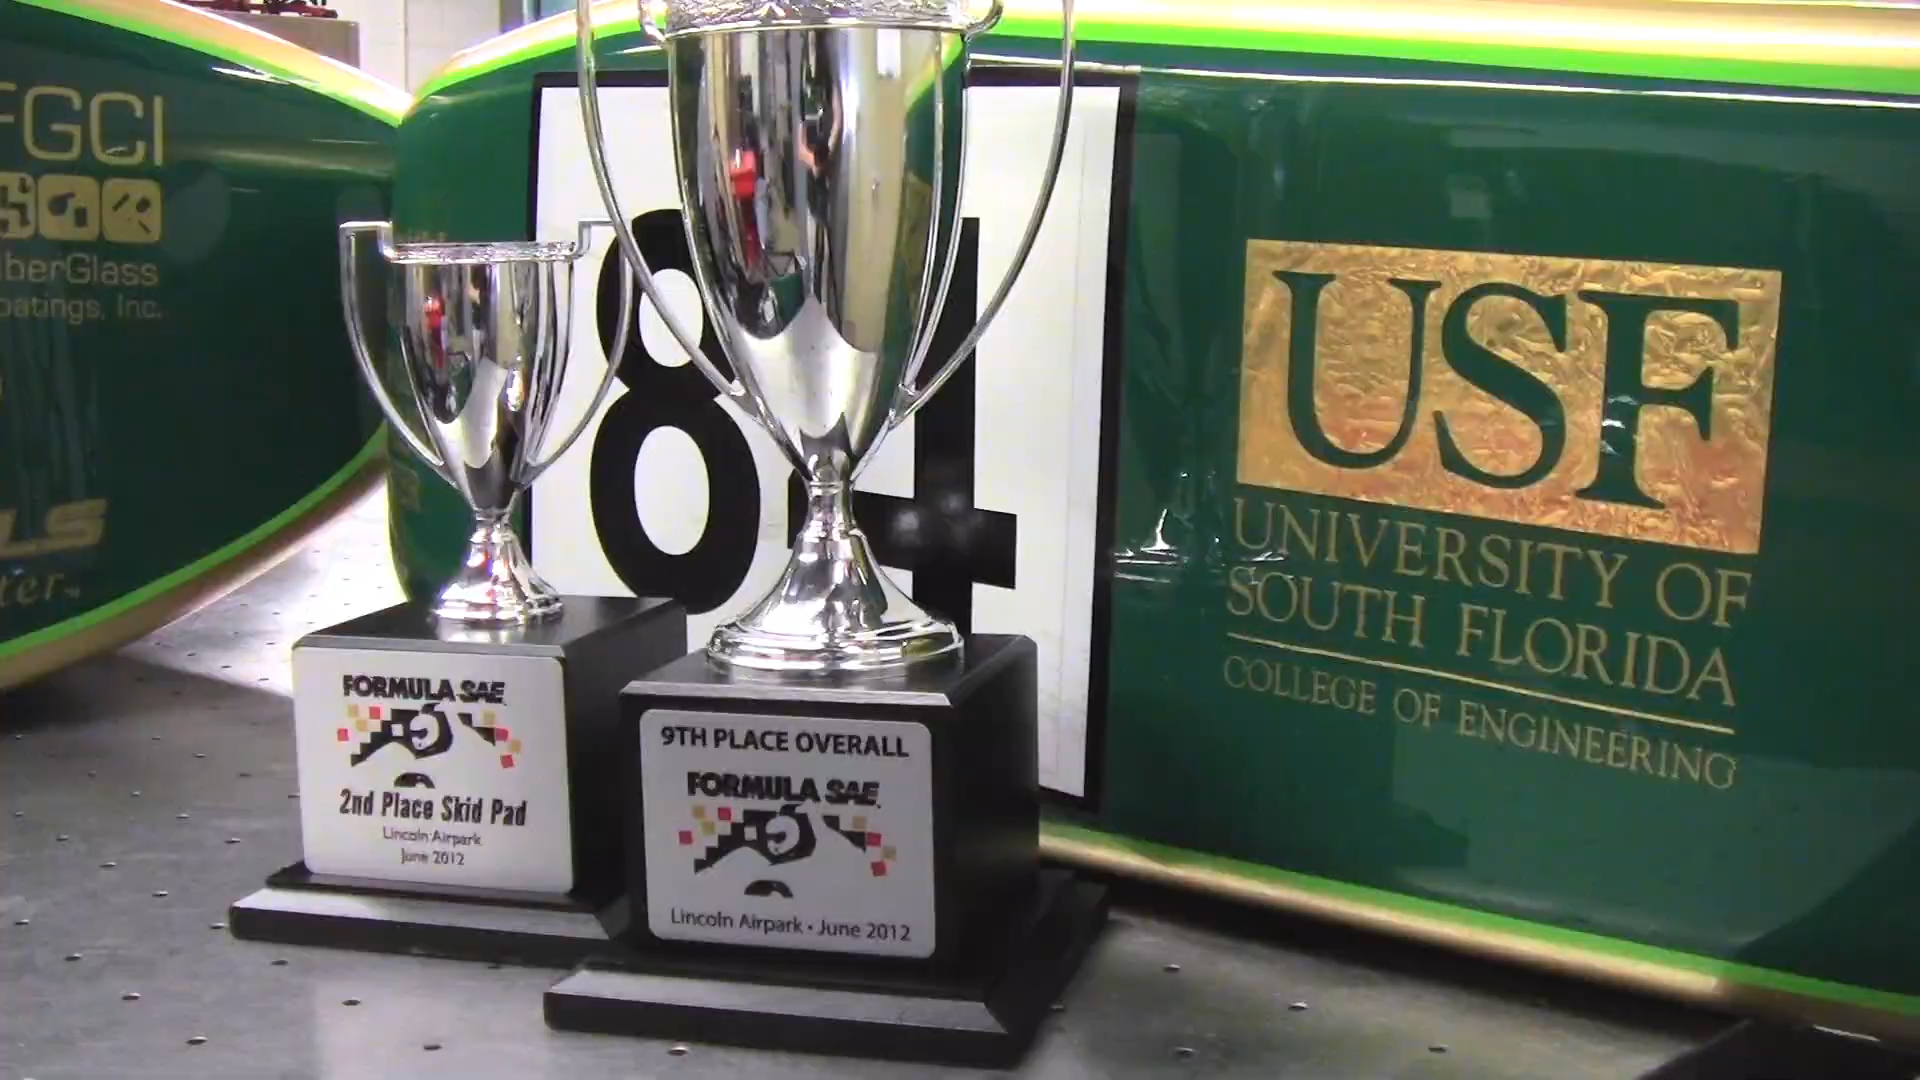 FGCI
oatings, Inc.
84
USF
UNIVERSITY OF
SOUTH FLORIDA
COLLEGE OF ENGINEERING
FORMULA SAE
2nd Place Skid Pad
Lincoln Airpark
June 2012
9TH PLACE OVERALL
FORMULA SAE
Lincoln Airpark • June 2012